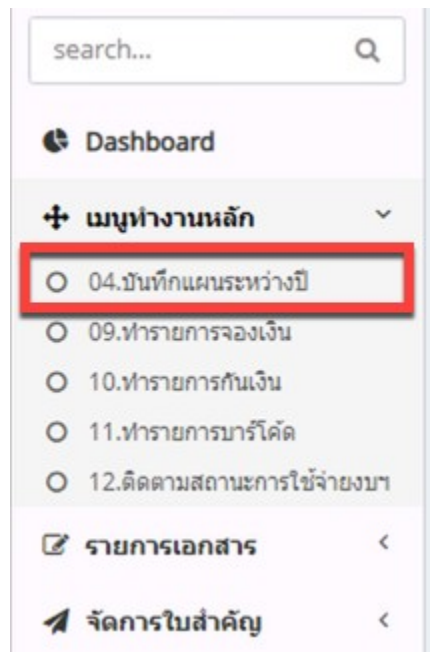 search...
Dashboard
เมนูทำงานหลัก
04.บันทึกแผนระหว่างปี
09.ทำรายการจองเงิน
10.ทำรายการกันเงิน
11.ทำรายการบาร์โค้ด
12.ติดตามสถานะการใช้จ่ายงบฯ
รายการเอกสาร
จัดการใบสำคัญ